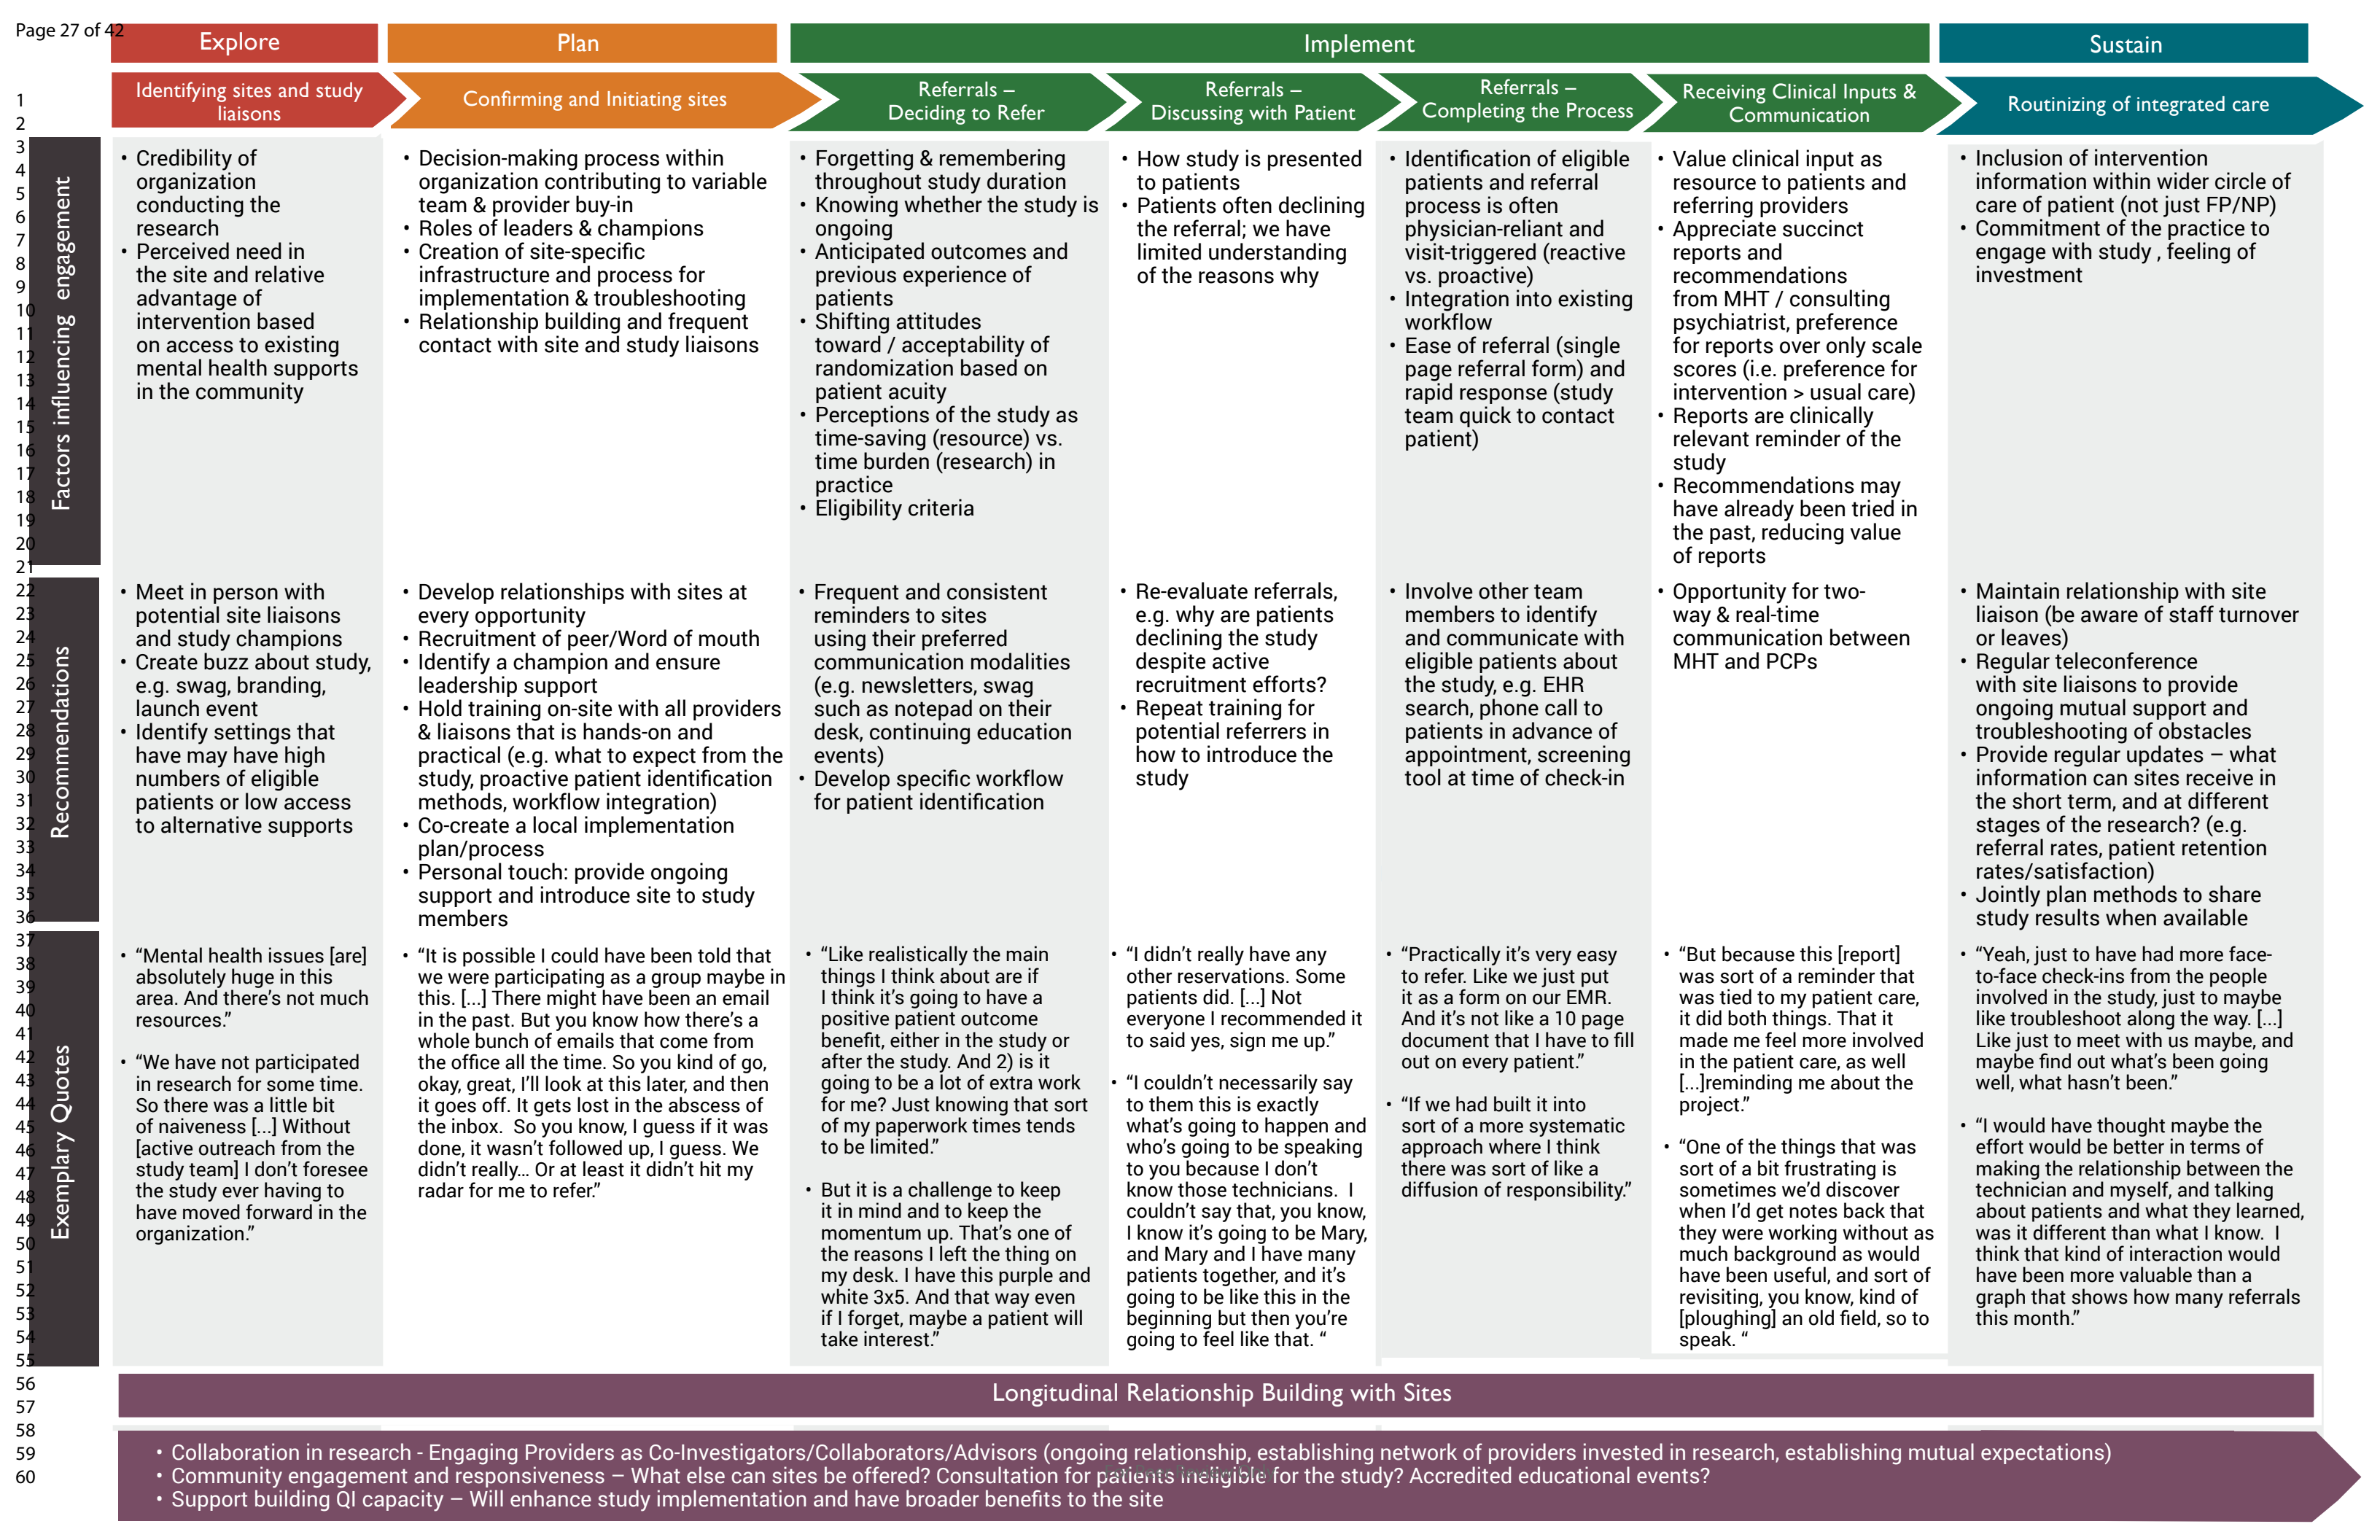 Page 27 of 42
Explore
Plan
Implement
Sustain
Identifying sites and study
liaisons
Confirming and Initiating sites
Referrals –
Deciding to Refer
Referrals –
Discussing with Patient
Referrals –
Completing the Process
Receiving Clinical Inputs &
Communication
Routinizing of integrated care
1
2
3
4
5
6
7
8
9
10
11
12
13
14
15
16
17
18
19
20
21
22
23
24
25
26
27
28
29
30
31
32
33
34
35
36
37
38
39
40
41
42
43
44
45
46
47
48
49
50
51
52
53
54
55
56
57
58
59
60
Factors influencing engagement
• Credibility of
organization
conducting the
research
• Perceived need in
the site and relative
advantage of
intervention based
on access to existing
mental health supports
in the community
• Decision-making process within
organization contributing to variable
team & provider buy-in
• Roles of leaders & champions
• Creation of site-specific
infrastructure and process for
implementation & troubleshooting
• Relationship building and frequent
contact with site and study liaisons
• Forgetting & remembering
throughout study duration
• Knowing whether the study is
ongoing
• Anticipated outcomes and
previous experience of
patients
• Shifting attitudes
toward / acceptability of
randomization based on
patient acuity
• Perceptions of the study as
time-saving (resource) vs.
time burden (research) in
practice
• Eligibility criteria
• How study is presented
to patients
• Patients often declining
the referral; we have
limited understanding
of the reasons why
• Identification of eligible
patients and referral
process is often
physician-reliant and
visit-triggered (reactive
vs. proactive)
• Integration into existing
workflow
• Ease of referral (single
page referral form) and
rapid response (study
team quick to contact
patient)
• Value clinical input as
resource to patients and
referring providers
• Appreciate succinct
reports and
recommendations
from MHT / consulting
psychiatrist, preference
for reports over only scale
scores (i.e. preference for
intervention > usual care)
• Reports are clinically
relevant reminder of the
study
• Recommendations may
have already been tried in
the past, reducing value
of reports
• Inclusion of intervention
information within wider circle of
care of patient (not just FP/NP)
• Commitment of the practice to
engage with study , feeling of
investment
Recommendations
• Meet in person with
potential site liaisons
and study champions
• Create buzz about study,
e.g. swag, branding,
launch event
• Identify settings that
have may have high
numbers of eligible
patients or low access
to alternative supports
• Develop relationships with sites at
every opportunity
• Recruitment of peer/Word of mouth
• Identify a champion and ensure
leadership support
• Hold training on-site with all providers
& liaisons that is hands-on and
practical (e.g. what to expect from the
study, proactive patient identification
methods, workflow integration)
• Co-create a local implementation
plan/process
• Personal touch: provide ongoing
support and introduce site to study
members
• Frequent and consistent
reminders to sites
using their preferred
communication modalities
(e.g. newsletters, swag
such as notepad on their
desk, continuing education
events)
• Develop specific workflow
for patient identification
• Re-evaluate referrals,
e.g. why are patients
declining the study
despite active
recruitment efforts?
• Repeat training for
potential referrers in
how to introduce the
study
• Involve other team
members to identify
and communicate with
eligible patients about
the study, e.g. EHR
search, phone call to
patients in advance of
appointment, screening
tool at time of check-in
• Opportunity for two-
way & real-time
communication between
MHT and PCPs
• Maintain relationship with site
liaison (be aware of staff turnover
or leaves)
• Regular teleconference
with site liaisons to provide
ongoing mutual support and
troubleshooting of obstacles
• Provide regular updates – what
information can sites receive in
the short term, and at different
stages of the research? (e.g.
referral rates, patient retention
rates/satisfaction)
• Jointly plan methods to share
study results when available
Exemplary Quotes
• “Mental health issues [are]
absolutely huge in this
area. And there’s not much
resources.”
• “We have not participated
in research for some time.
So there was a little bit
of naiveness [...] Without
[active outreach from the
study team] I don’t foresee
the study ever having to
have moved forward in the
organization.”
• “It is possible I could have been told that
we were participating as a group maybe in
this. [...] There might have been an email
in the past. But you know how there’s a
whole bunch of emails that come from
the office all the time. So you kind of go,
okay, great, I’ll look at this later, and then
it goes off. It gets lost in the abscess of
the inbox. So you know, I guess if it was
done, it wasn’t followed up, I guess. We
didn’t really… Or at least it didn’t hit my
radar for me to refer.”
• “Like realistically the main
things I think about are if
I think it’s going to have a
positive patient outcome
benefit, either in the study or
after the study. And 2) is it
going to be a lot of extra work
for me? Just knowing that sort
of my paperwork times tends
to be limited.”
• But it is a challenge to keep
it in mind and to keep the
momentum up. That’s one of
the reasons I left the thing on
my desk. I have this purple and
white 3x5. And that way even
if I forget, maybe a patient will
take interest.”
• “I didn’t really have any
other reservations. Some
patients did. [...] Not
everyone I recommended it
to said yes, sign me up.”
• “I couldn’t necessarily say
to them this is exactly
what’s going to happen and
who’s going to be speaking
to you because I don’t
know those technicians. I
couldn’t say that, you know,
I know it’s going to be Mary,
and Mary and I have many
patients together, and it’s
going to be like this in the
beginning but then you’re
going to feel like that. “
• “Practically it’s very easy
to refer. Like we just put
it as a form on our EMR.
And it’s not like a 10 page
document that I have to fill
out on every patient.”
• “If we had built it into
sort of a more systematic
approach where I think
there was sort of like a
diffusion of responsibility.”
• “But because this [report]
was sort of a reminder that
was tied to my patient care,
it did both things. That it
made me feel more involved
in the patient care, as well
[...]reminding me about the
project.”
• “One of the things that was
sort of a bit frustrating is
sometimes we’d discover
when I’d get notes back that
they were working without as
much background as would
have been useful, and sort of
revisiting, you know, kind of
[ploughing] an old field, so to
speak. “
• “Yeah, just to have had more face-
to-face check-ins from the people
involved in the study, just to maybe
like troubleshoot along the way. [...]
Like just to meet with us maybe, and
maybe find out what’s been going
well, what hasn’t been.”
• “I would have thought maybe the
effort would be better in terms of
making the relationship between the
technician and myself, and talking
about patients and what they learned,
was it different than what I know. I
think that kind of interaction would
have been more valuable than a
graph that shows how many referrals
this month.”
Longitudinal Relationship Building with Sites
• Collaboration in research - Engaging Providers as Co-Investigators/Collaborators/Advisors (ongoing relationship, establishing network of providers invested in research, establishing mutual expectations)
• Community engagement and responsiveness – What else can sites be offered? Consultation for patients ineligible for the study? Accredited educational events?
• Support building QI capacity – Will enhance study implementation and have broader benefits to the site